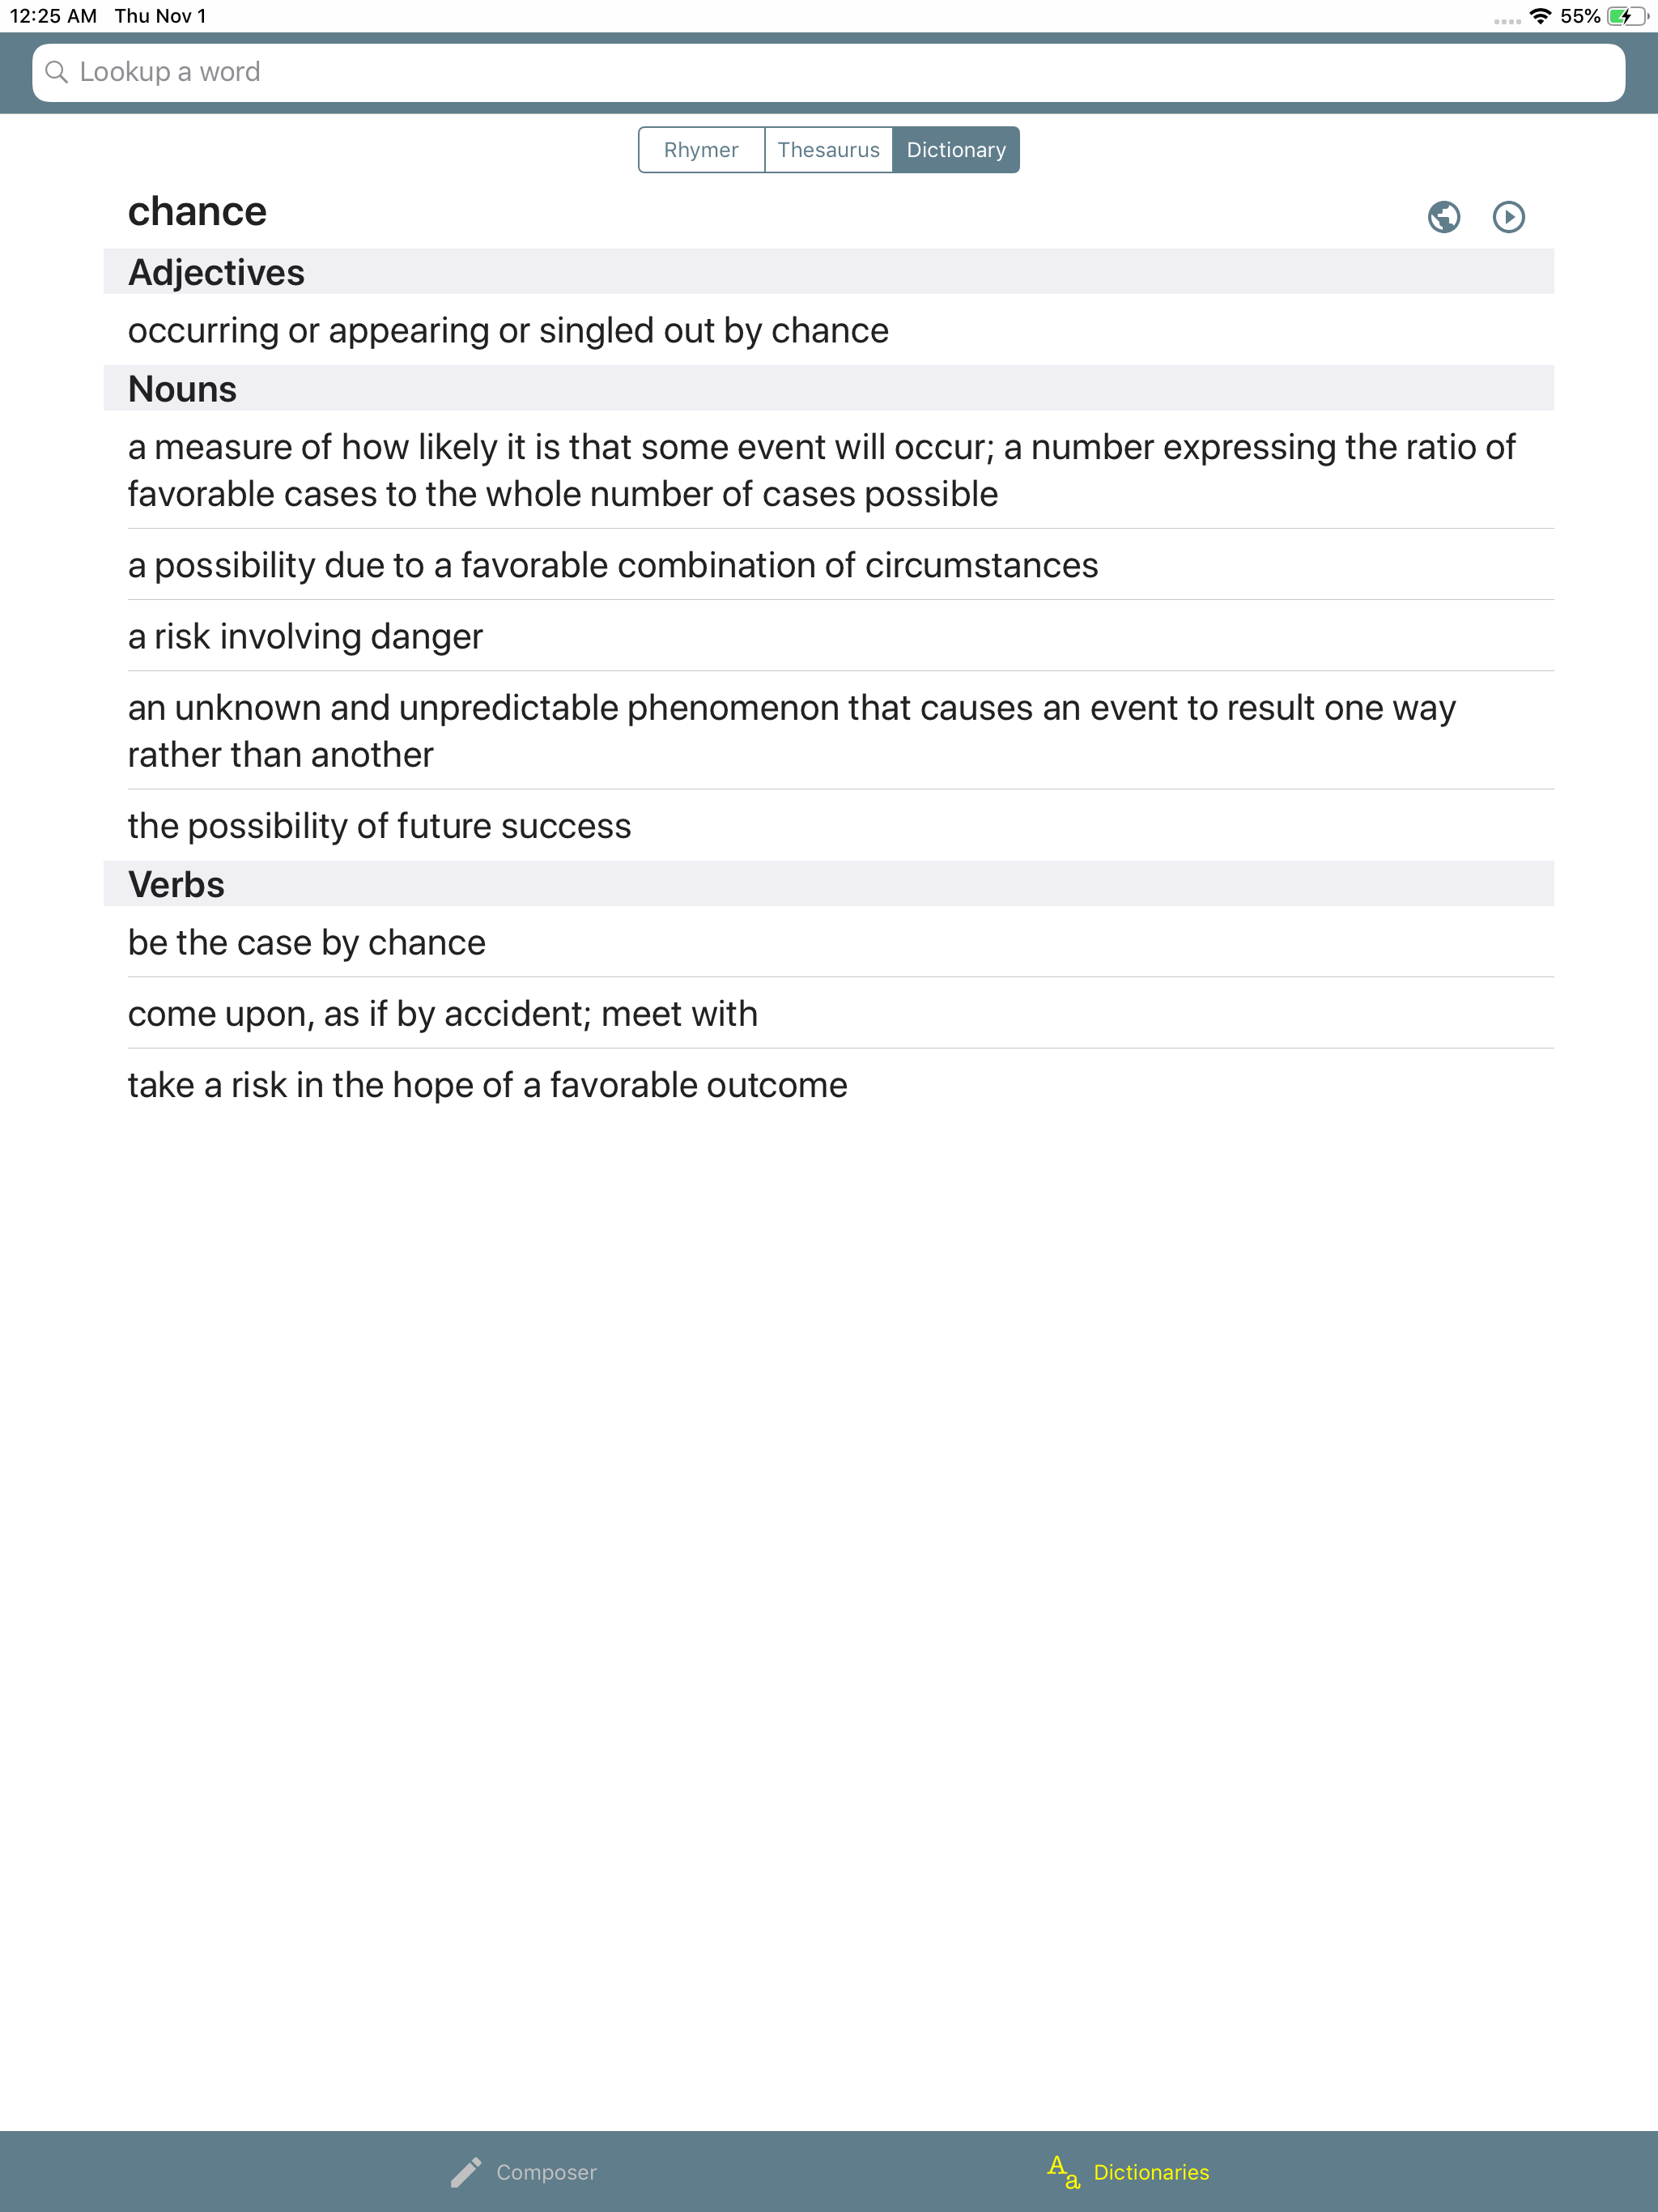 12:25 AM Thu Nov 1 55%
Lookup a word
Rhymer Thesaurus Dictionary
chance
Adjectives
occurring or appearing or singled out by chance
Nouns
a measure of how likely it is that some event will occur; a number expressing the ratio of
favorable cases to the whole number of cases possible
a possibility due to a favorable combination of circumstances
a risk involving danger
an unknown and unpredictable phenomenon that causes an event to result one way
rather than another
the possibility of future success
Verbs
be the case by chance
come upon, as if by accident; meet with
take a risk in the hope of a favorable outcome
Composer Aa Dictionaries